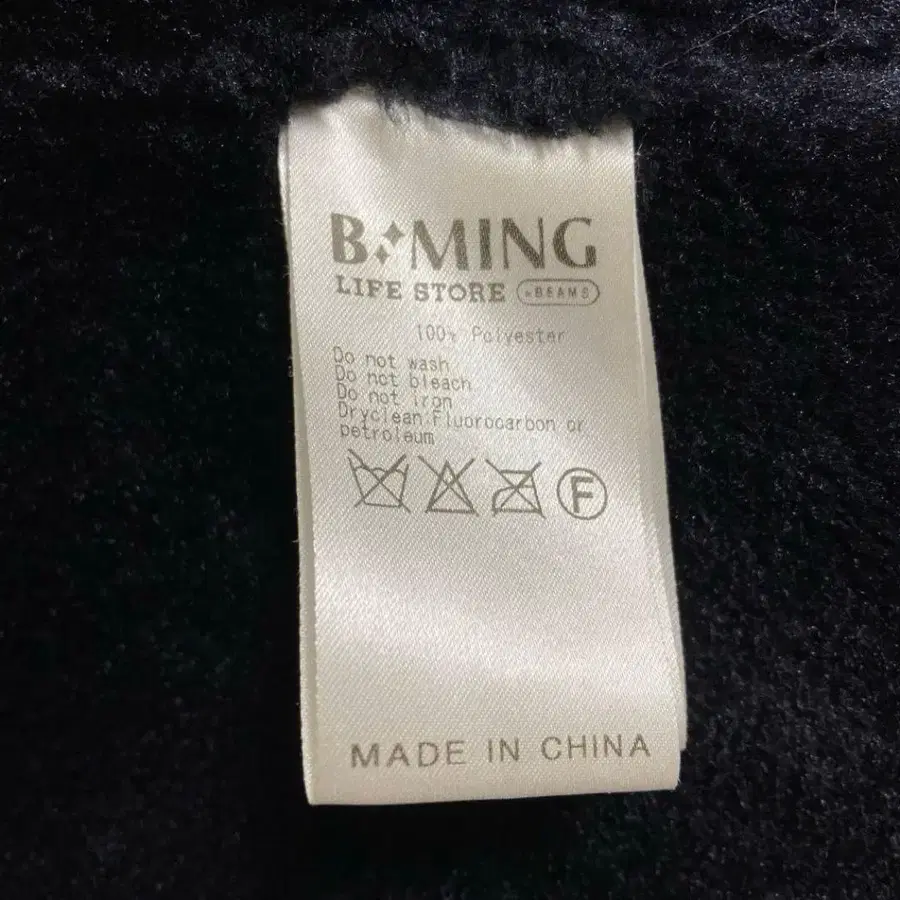 B MING
LIFE STORE by BEAMS
100% Polyester
Do not wash
Do not bleach
Do not iron
Dryclean Fluorocarbon or
petroleum
F
MADE IN CHINA